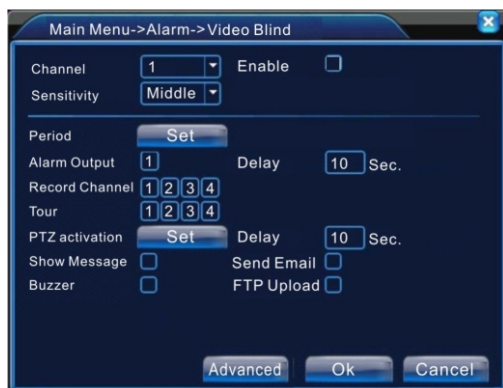 Main Menu->Alarm->Video Blind
Channel 1 Enable
Sensitivity Middle
Period Set
Alarm Output 1 Delay 10 Sec.
Record Channel 1 2 3 4
Tour 1 2 3 4
PTZ activation Set Delay 10 Sec.
Show Message Send Email
Buzzer FTP Upload
Advanced Ok Cancel